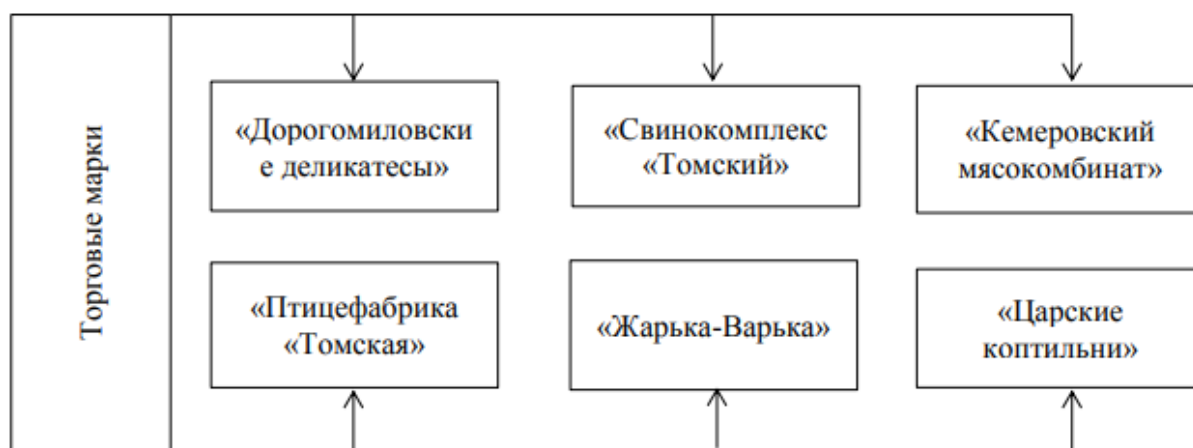 Торговые марки
«Дорогомиловски
е деликатесы»
«Свинокомплекс
«Томский»
«Кемеровский
мясокомбинат»
«Птицефабрика
«Томская»
«Жарька-Варька»
«Царские
коптильни»